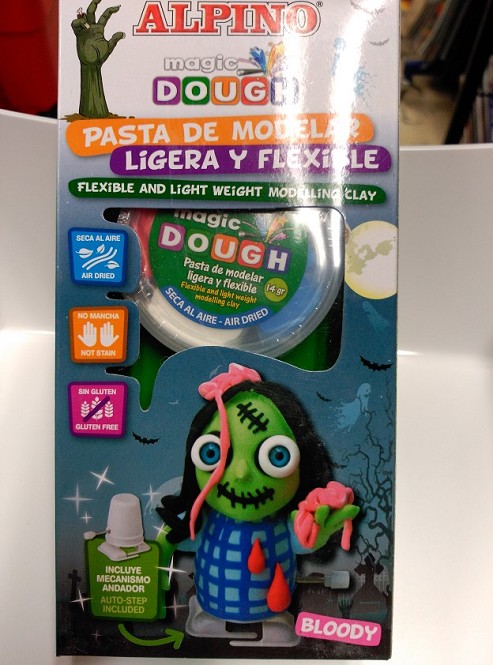 ALPINO
magic
DOUGH
PASTA DE MODELAR
LIGERA Y FLEXIBLE
FLEXIBLE AND LIGHT WEIGHT MODELLING CLAY
magic
DOUGH
Pasta de modelar
ligera y flexible
14 gr
Flexible and light weight
modelling clay
SECA AL AIRE - AIR DRIED
SECA AL AIRE
AIR DRIED
NO MANCHA
NOT STAIN
SIN GLUTEN
GLUTEN FREE
INCLUYE
MECANISMO
ANDADOR
AUTO-STEP
INCLUDED
BLOODY